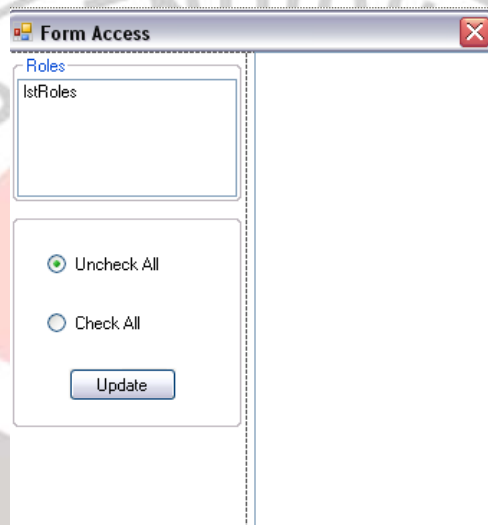 Form Access
Roles
lstRoles
Uncheck All
Check All
Update